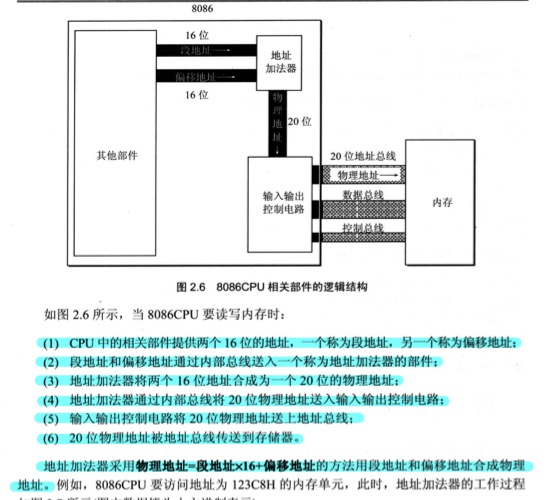 8086
16 位
段地址
偏移地址
16 位
地址
加法器
物理地址
20 位
其他部件
输入输出
控制电路
20 位地址总线
物理地址
数据总线
控制总线
内存
图 2.6 8086CPU 相关部件的逻辑结构
如图 2.6 所示，当 8086CPU 要读写内存时：
(1) CPU 中的相关部件提供两个 16 位的地址，一个称为段地址，另一个称为偏移地址；
(2) 段地址和偏移地址通过内部总线送入一个称为地址加法器的部件；
(3) 地址加法器将两个 16 位地址合成为一个 20 位的物理地址；
(4) 地址加法器通过内部总线将 20 位物理地址送入输入输出控制电路；
(5) 输入输出控制电路将 20 位物理地址送上地址总线；
(6) 20 位物理地址被地址总线传送到存储器。
地址加法器采用物理地址=段地址×16+偏移地址的方法用段地址和偏移地址合成物理
地址。例如，8086CPU 要访问地址为 123C8H 的内存单元，此时，地址加法器的工作过程